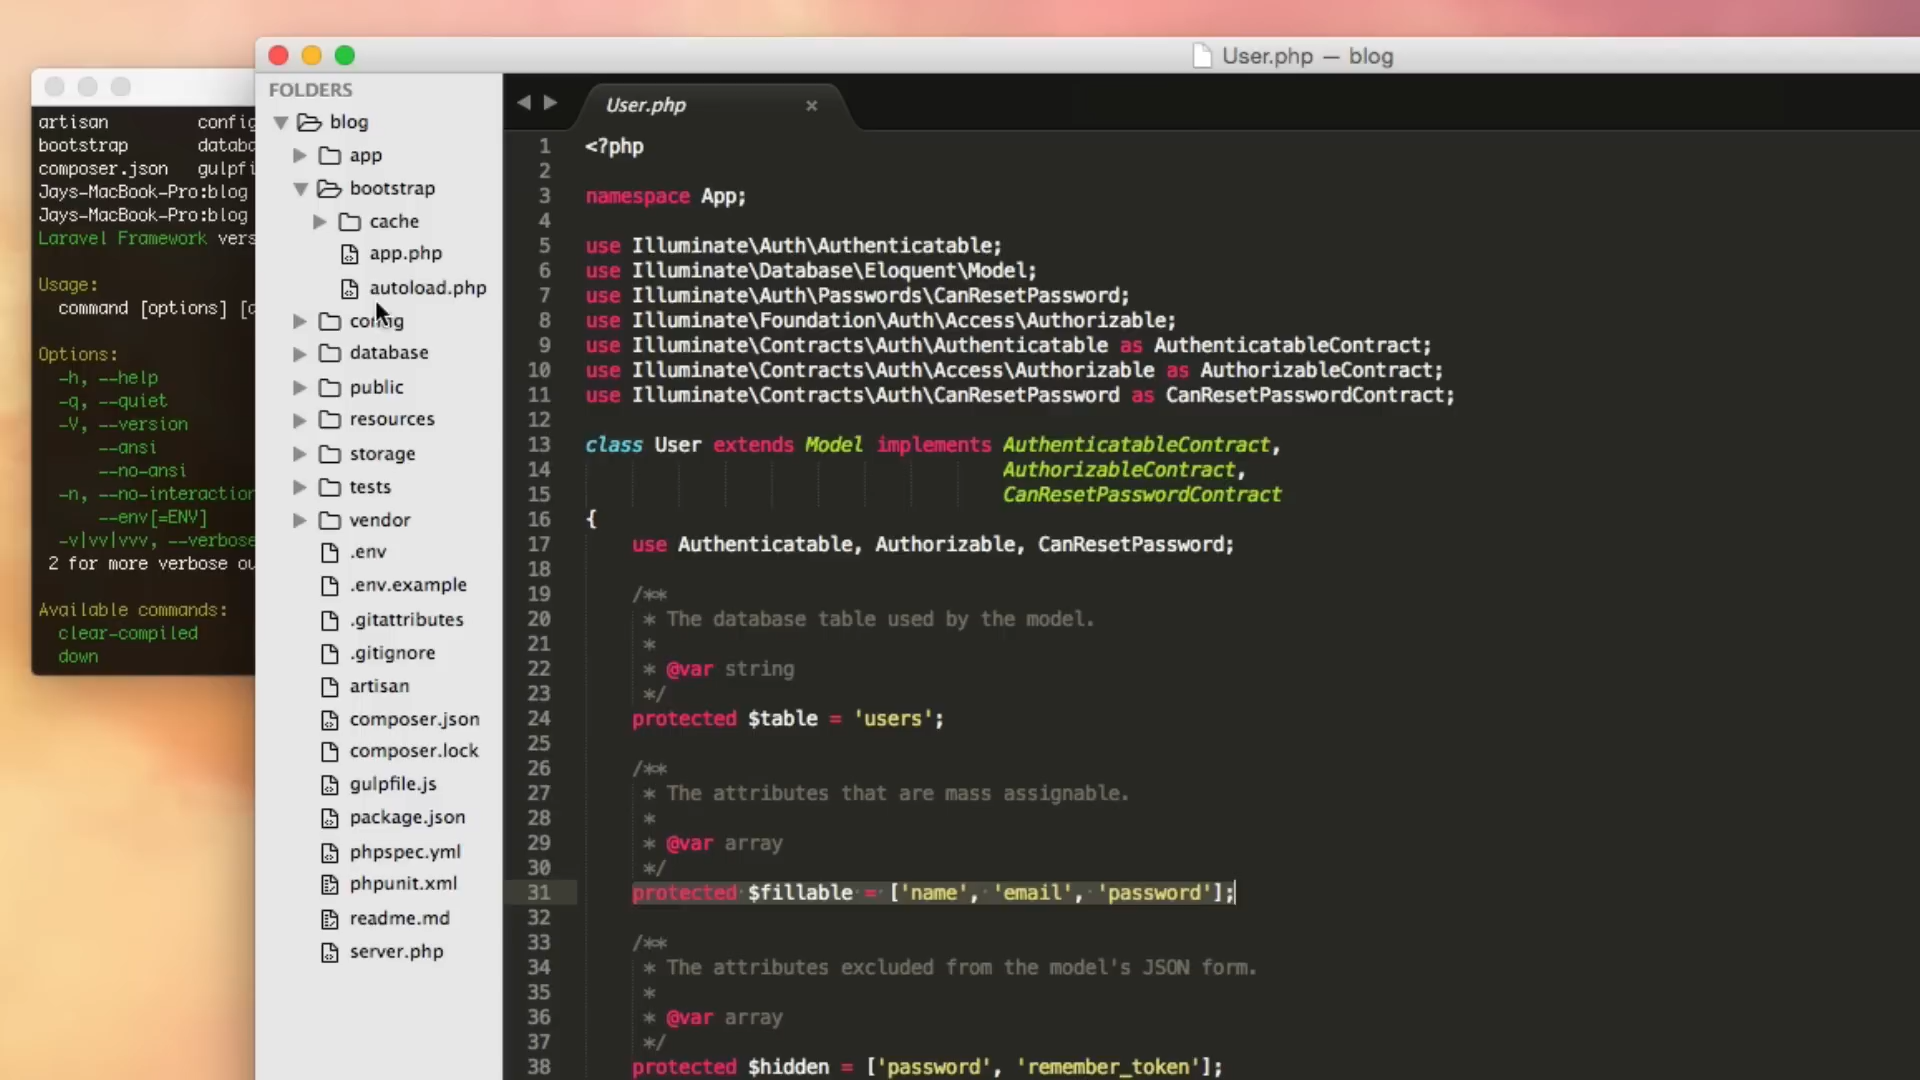 User.php — blog
artisan config
bootstrap
composer.json
Jays-MacBook-Pro:blog
Jays-MacBook-Pro:blog
Laravel Framework
Usage:
command [options]
Options:
-h, --help
-q, --quiet
-V, --version
--ansi
--no-ansi
-n, --no-interaction
--env[=ENV]
-v|vv|vvv, --verbose
2 for more verbose
Available commands:
clear-compiled
down
FOLDERS
blog
app
bootstrap
cache
app.php
autoload.php
config
database
public
resources
storage
tests
vendor
.env
.env.example
.gitattributes
.gitignore
artisan
composer.json
composer.lock
gulpfile.js
package.json
phpspec.yml
phpunit.xml
readme.md
server.php
User.php ×
1 <?php
2
3 namespace App;
4
5 use Illuminate\Auth\Authenticatable;
6 use Illuminate\Database\Eloquent\Model;
7 use Illuminate\Auth\Passwords\CanResetPassword;
8 use Illuminate\Foundation\Auth\Access\Authorizable;
9 use Illuminate\Contracts\Auth\Authenticatable as AuthenticatableContract;
10 use Illuminate\Contracts\Auth\Access\Authorizable as AuthorizableContract;
11 use Illuminate\Contracts\Auth\CanResetPassword as CanResetPasswordContract;
12
13 class User extends Model implements AuthenticatableContract,
14 AuthorizableContract,
15 CanResetPasswordContract
16 {
17 use Authenticatable, Authorizable, CanResetPassword;
18
19 /**
20 * The database table used by the model.
21 *
22 * @var string
23 */
24 protected $table = 'users';
25
26 /**
27 * The attributes that are mass assignable.
28 *
29 * @var array
30 */
31 protected $fillable = ['name', 'email', 'password'];
32
33 /**
34 * The attributes excluded from the model's JSON form.
35 *
36 * @var array
37 */
38 protected $hidden = ['password', 'remember_token'];